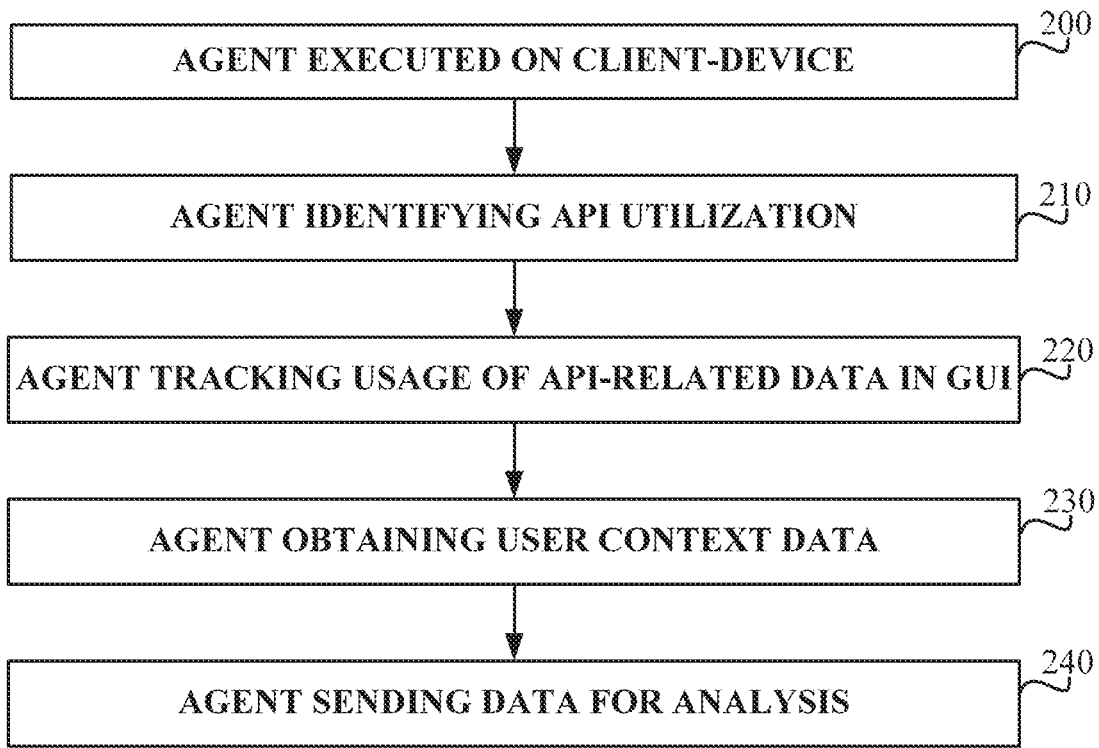 200
AGENT EXECUTED ON CLIENT-DEVICE
210
AGENT IDENTIFYING API UTILIZATION
220
AGENT TRACKING USAGE OF API-RELATED DATA IN GUI
230
AGENT OBTAINING USER CONTEXT DATA
240
AGENT SENDING DATA FOR ANALYSIS